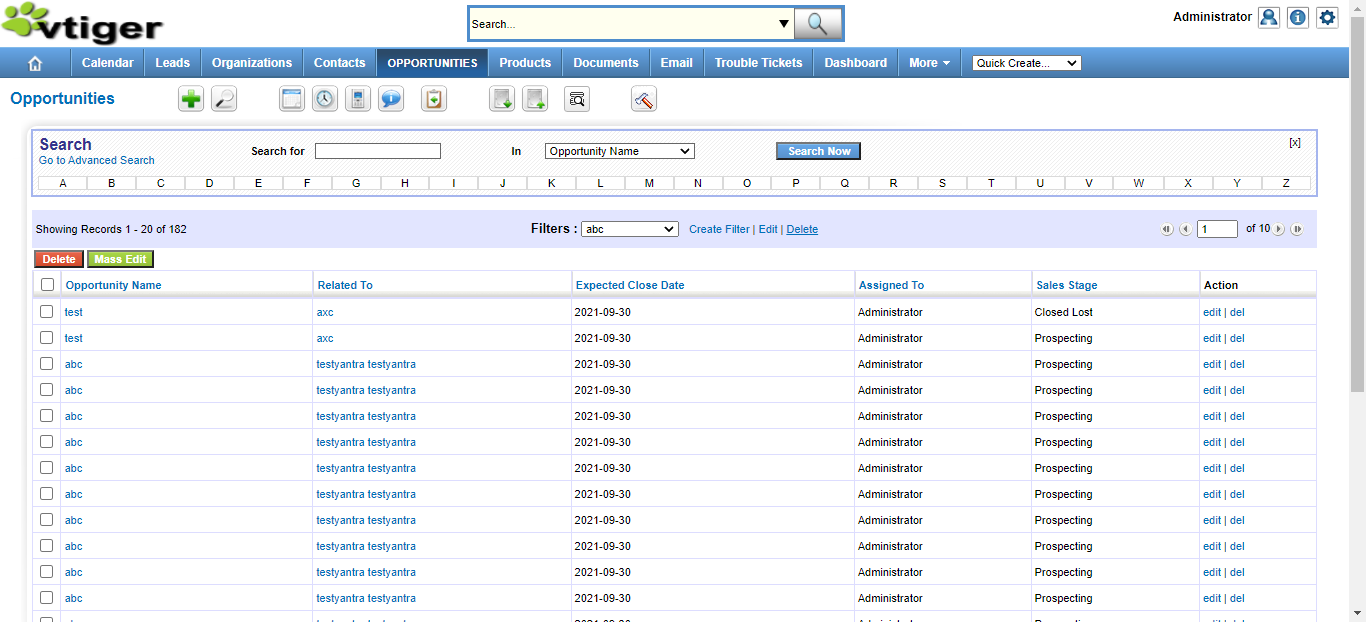 vtiger
Search...
Administrator
Calendar Leads Organizations Contacts OPPORTUNITIES Products Documents Email Trouble Tickets Dashboard More Quick Create...
Opportunities
Search
Go to Advanced Search
Search for In Opportunity Name Search Now [x]
A B C D E F G H I J K L M N O P Q R S T U V W X Y Z
Showing Records 1 - 20 of 182 Filters : abc Create Filter | Edit | Delete 1 of 10
Delete Mass Edit
Opportunity Name Related To Expected Close Date Assigned To Sales Stage Action
test axc 2021-09-30 Administrator Closed Lost edit | del
test axc 2021-09-30 Administrator Prospecting edit | del
abc testyantra testyantra 2021-09-30 Administrator Prospecting edit | del
abc testyantra testyantra 2021-09-30 Administrator Prospecting edit | del
abc testyantra testyantra 2021-09-30 Administrator Prospecting edit | del
abc testyantra testyantra 2021-09-30 Administrator Prospecting edit | del
abc testyantra testyantra 2021-09-30 Administrator Prospecting edit | del
abc testyantra testyantra 2021-09-30 Administrator Prospecting edit | del
abc testyantra testyantra 2021-09-30 Administrator Prospecting edit | del
abc testyantra testyantra 2021-09-30 Administrator Prospecting edit | del
abc testyantra testyantra 2021-09-30 Administrator Prospecting edit | del
abc testyantra testyantra 2021-09-30 Administrator Prospecting edit | del